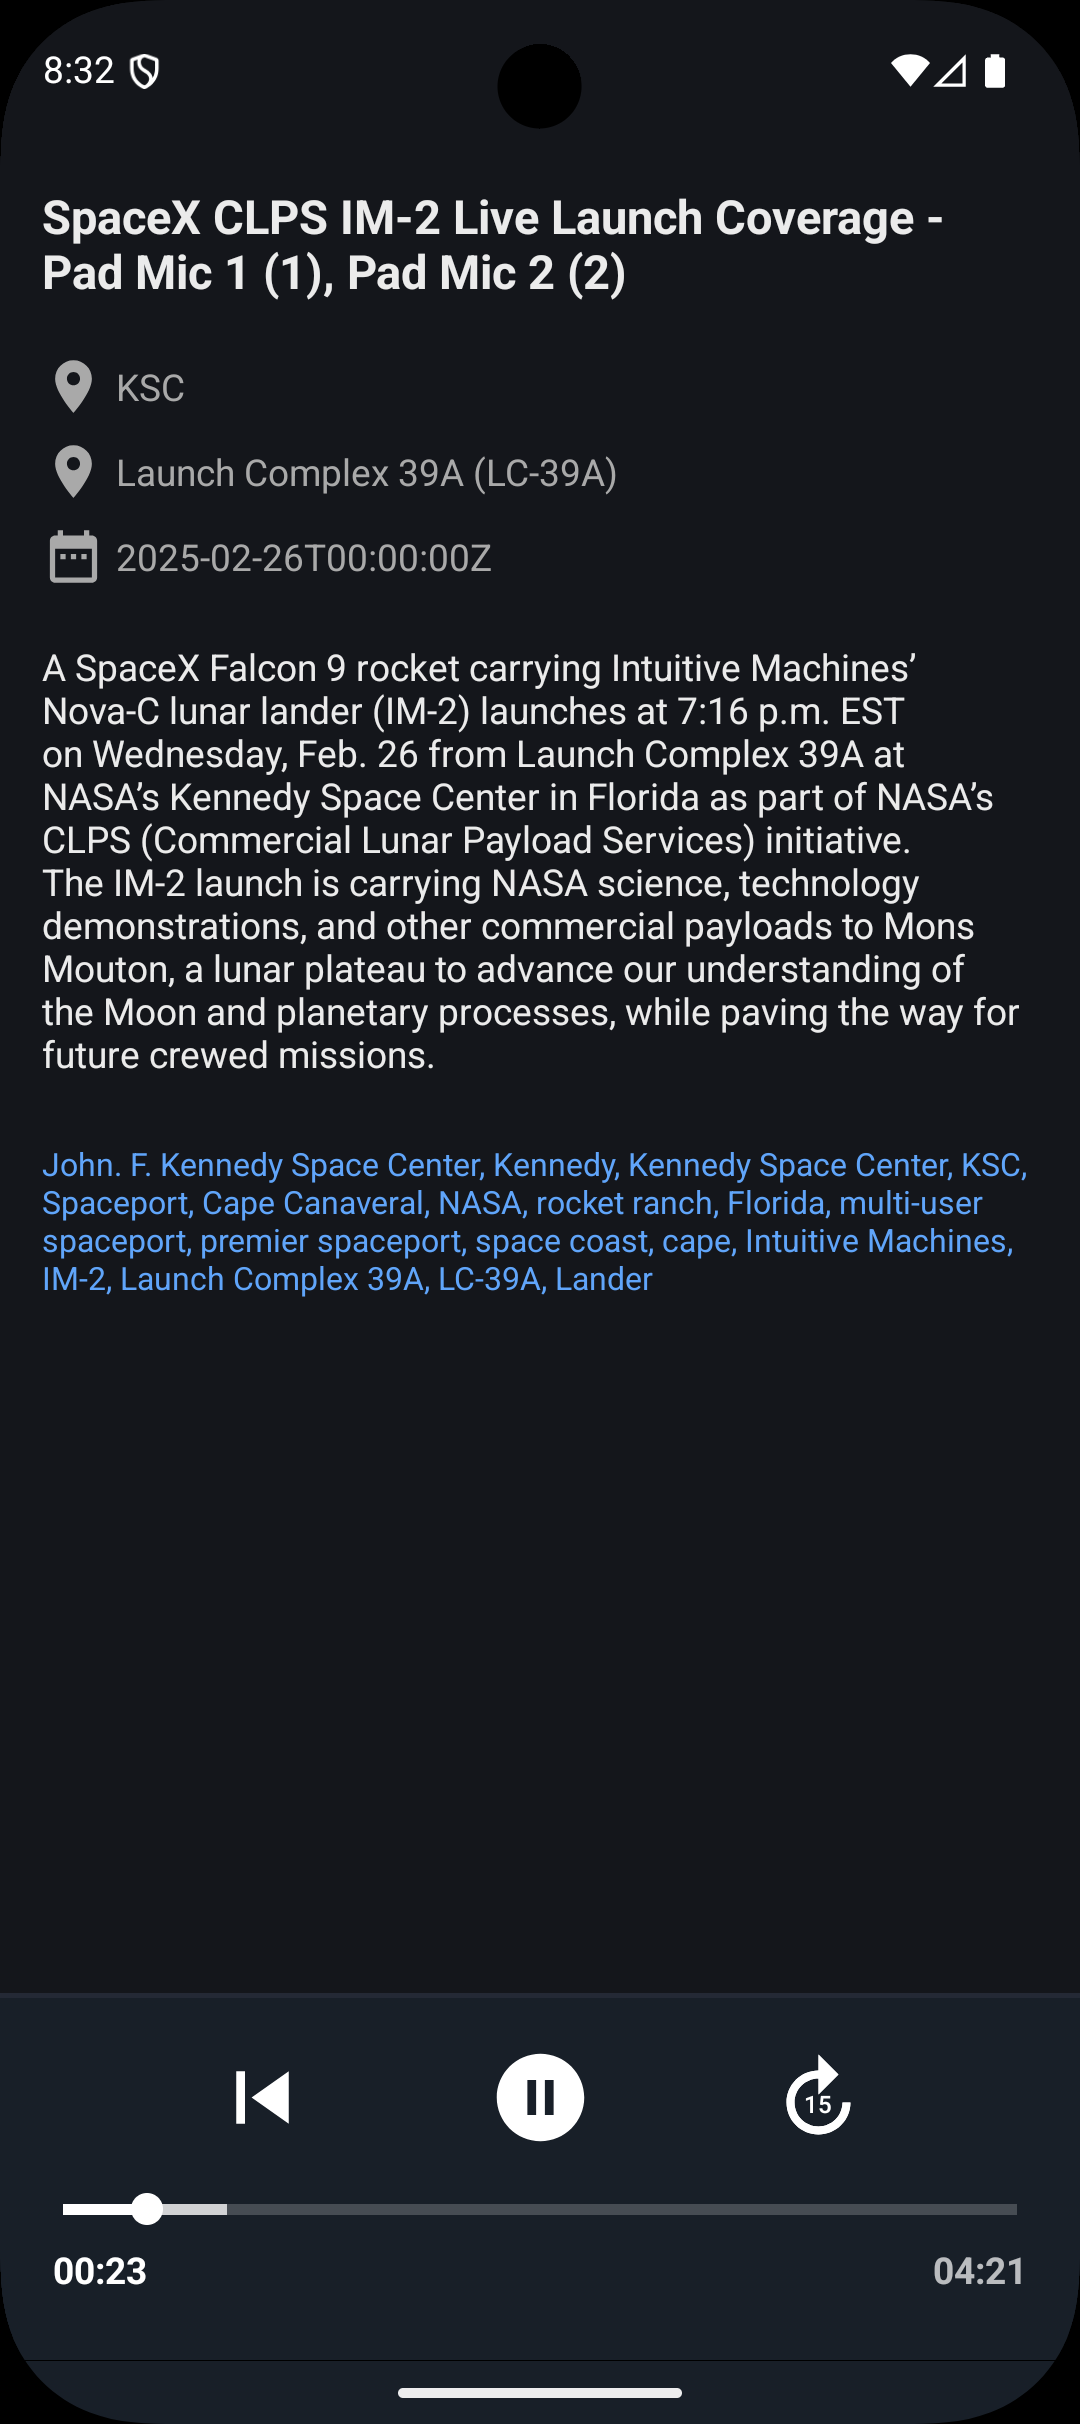 8:32
SpaceX CLPS IM-2 Live Launch Coverage -
Pad Mic 1 (1), Pad Mic 2 (2)
KSC
Launch Complex 39A (LC-39A)
2025-02-26T00:00:00Z
A SpaceX Falcon 9 rocket carrying Intuitive Machines’
Nova-C lunar lander (IM-2) launches at 7:16 p.m. EST
on Wednesday, Feb. 26 from Launch Complex 39A at
NASA’s Kennedy Space Center in Florida as part of NASA’s
CLPS (Commercial Lunar Payload Services) initiative.
The IM-2 launch is carrying NASA science, technology
demonstrations, and other commercial payloads to Mons
Mouton, a lunar plateau to advance our understanding of
the Moon and planetary processes, while paving the way for
future crewed missions.
John. F. Kennedy Space Center, Kennedy, Kennedy Space Center, KSC,
Spaceport, Cape Canaveral, NASA, rocket ranch, Florida, multi-user
spaceport, premier spaceport, space coast, cape, Intuitive Machines,
IM-2, Launch Complex 39A, LC-39A, Lander
15
00:23
04:21